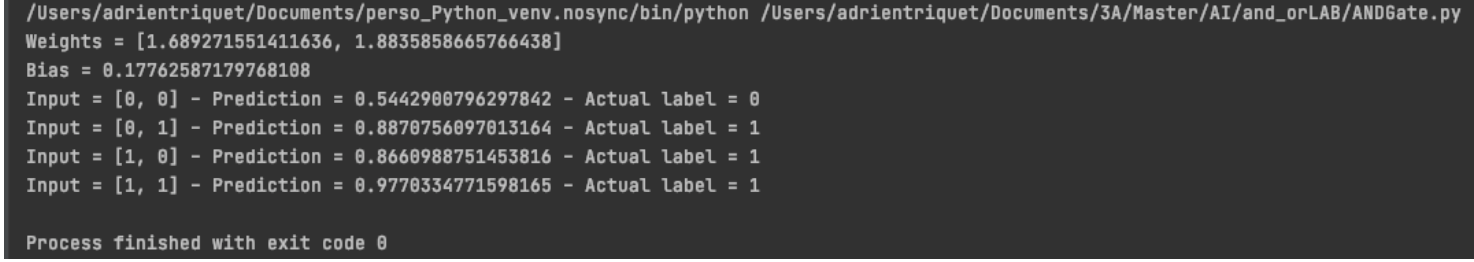 /Users/adrientriquet/Documents/perso_Python_venv.nosync/bin/python /Users/adrientriquet/Documents/3A/Master/AI/and_orLAB/ANDGate.py
Weights = [1.689271551411636, 1.8835858665766438]
Bias = 0.17762587179768108
Input = [0, 0] - Prediction = 0.5442900796297842 - Actual label = 0
Input = [0, 1] - Prediction = 0.8870756097013164 - Actual label = 1
Input = [1, 0] - Prediction = 0.8660988751453816 - Actual label = 1
Input = [1, 1] - Prediction = 0.9770334771598165 - Actual label = 1
Process finished with exit code 0